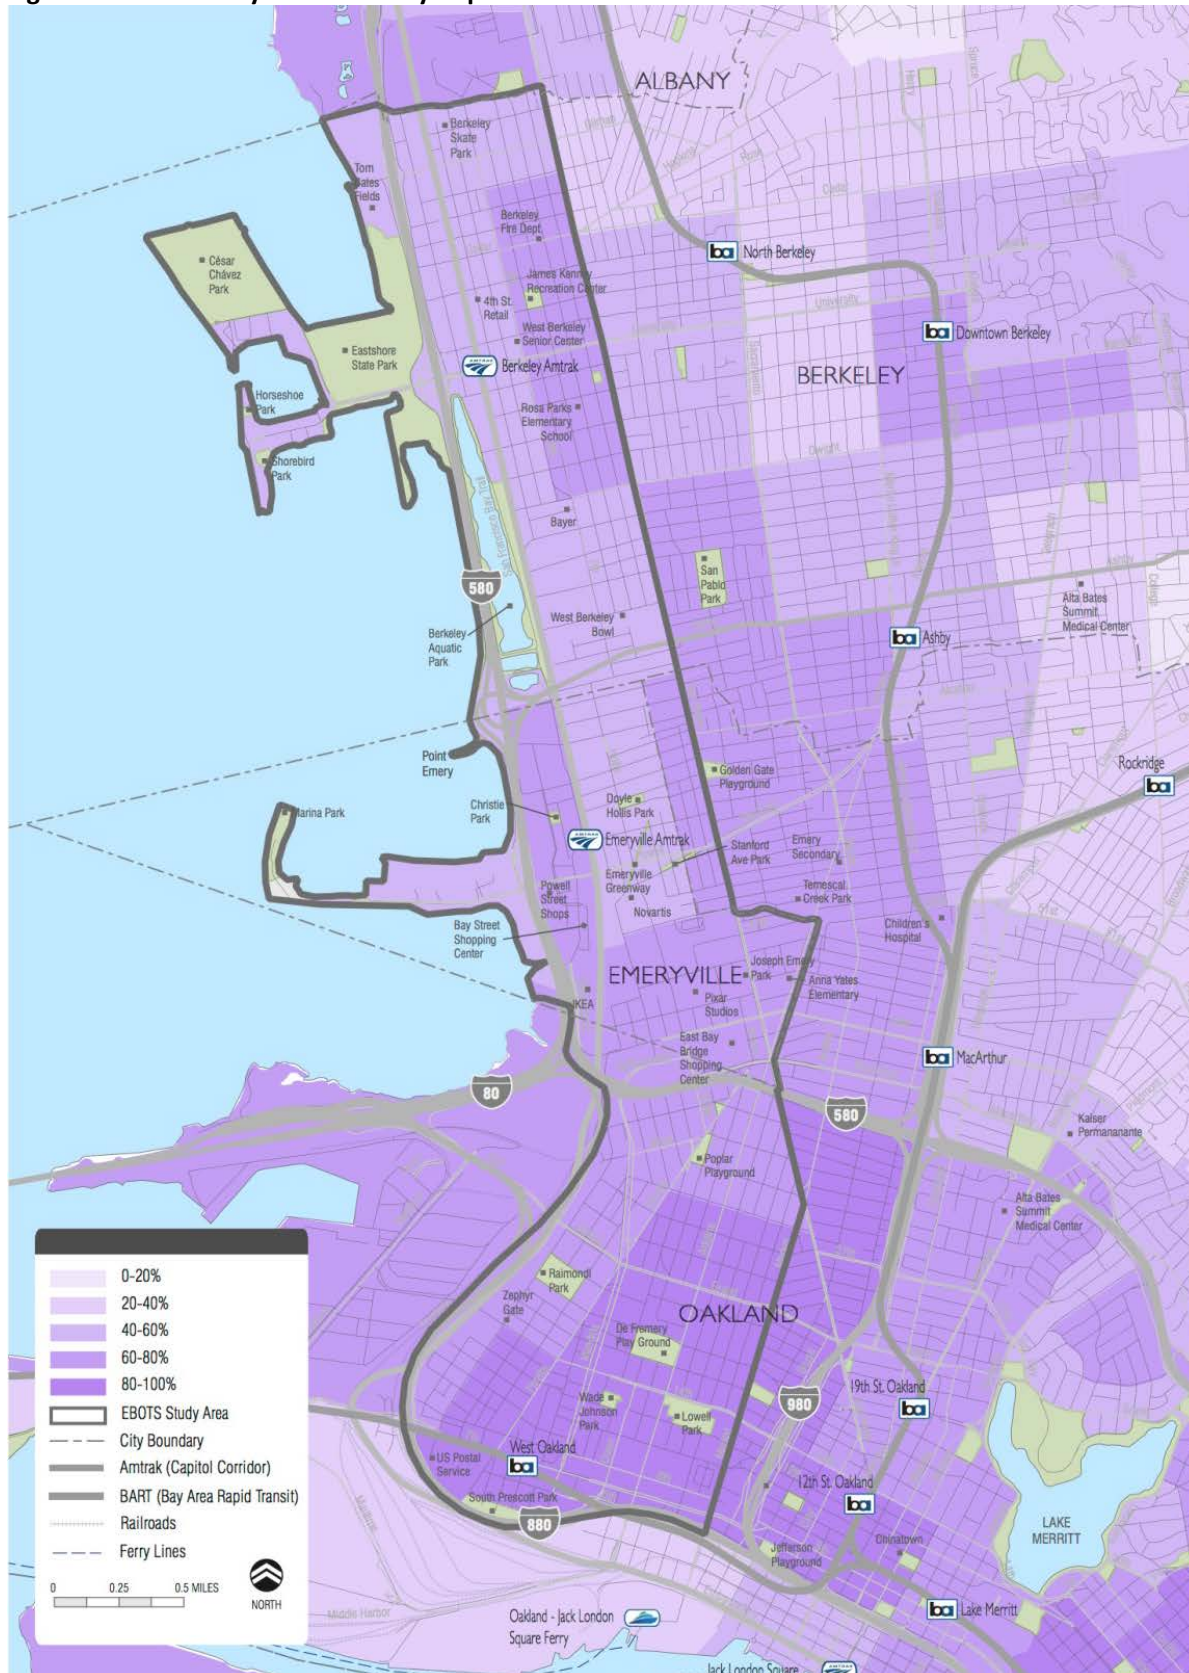 ALBANY
Berkeley
Skate
Park
Tom
Bates
Fields
Berkeley
Fire Dept.
César
Chávez
Park
North Berkeley
James Kenney
Recreation Center
4th St.
Retail
University
West Berkeley
Senior Center
Downtown Berkeley
Eastshore
State Park
Berkeley Amtrak
BERKELEY
Horseshoe
Park
Rosa Parks
Elementary
School
Shorebird
Park
Dwight
San Francisco Bay Trail
Bayer
San
Pablo
Park
580
Ashby
Alta Bates
Summit
Medical Center
West Berkeley
Bowl
Berkeley
Aquatic
Park
Ashby
Point
Emery
Rockridge
Golden Gate
Playground
Marina Park
Christie
Park
Doyle
Hollis Park
Emeryville Amtrak
Stanford
Ave Park
Emery
Secondary
Emeryville
Greenway
Powell
Street
Shops
Novartis
Temescal
Creek Park
Bay Street
Shopping
Center
Children's
Hospital
EMERYVILLE
Joseph Emery
Park
Anna Yates
Elementary
IKEA
Pixar
Studios
East Bay
Bridge
Shopping
Center
MacArthur
80
580
Kaiser
Permananante
Poplar
Playground
Alta Bates
Summit
Medical Center
Raimondi
Park
Zephyr
Gate
OAKLAND
De Fremery
Play Ground
19th St. Oakland
980
Wade
Johnson
Park
Lowell
Park
West Oakland
US Postal
Service
12th St. Oakland
South Prescott Park
880
LAKE
MERRITT
Chinatown
Jefferson
Playground
Lake Merritt
Middle Harbor
Oakland - Jack London
Square Ferry
Jack London Square
0-20%
20-40%
40-60%
60-80%
80-100%
EBOTS Study Area
City Boundary
Amtrak (Capitol Corridor)
BART (Bay Area Rapid Transit)
Railroads
Ferry Lines
0 0.25 0.5 MILES
NORTH